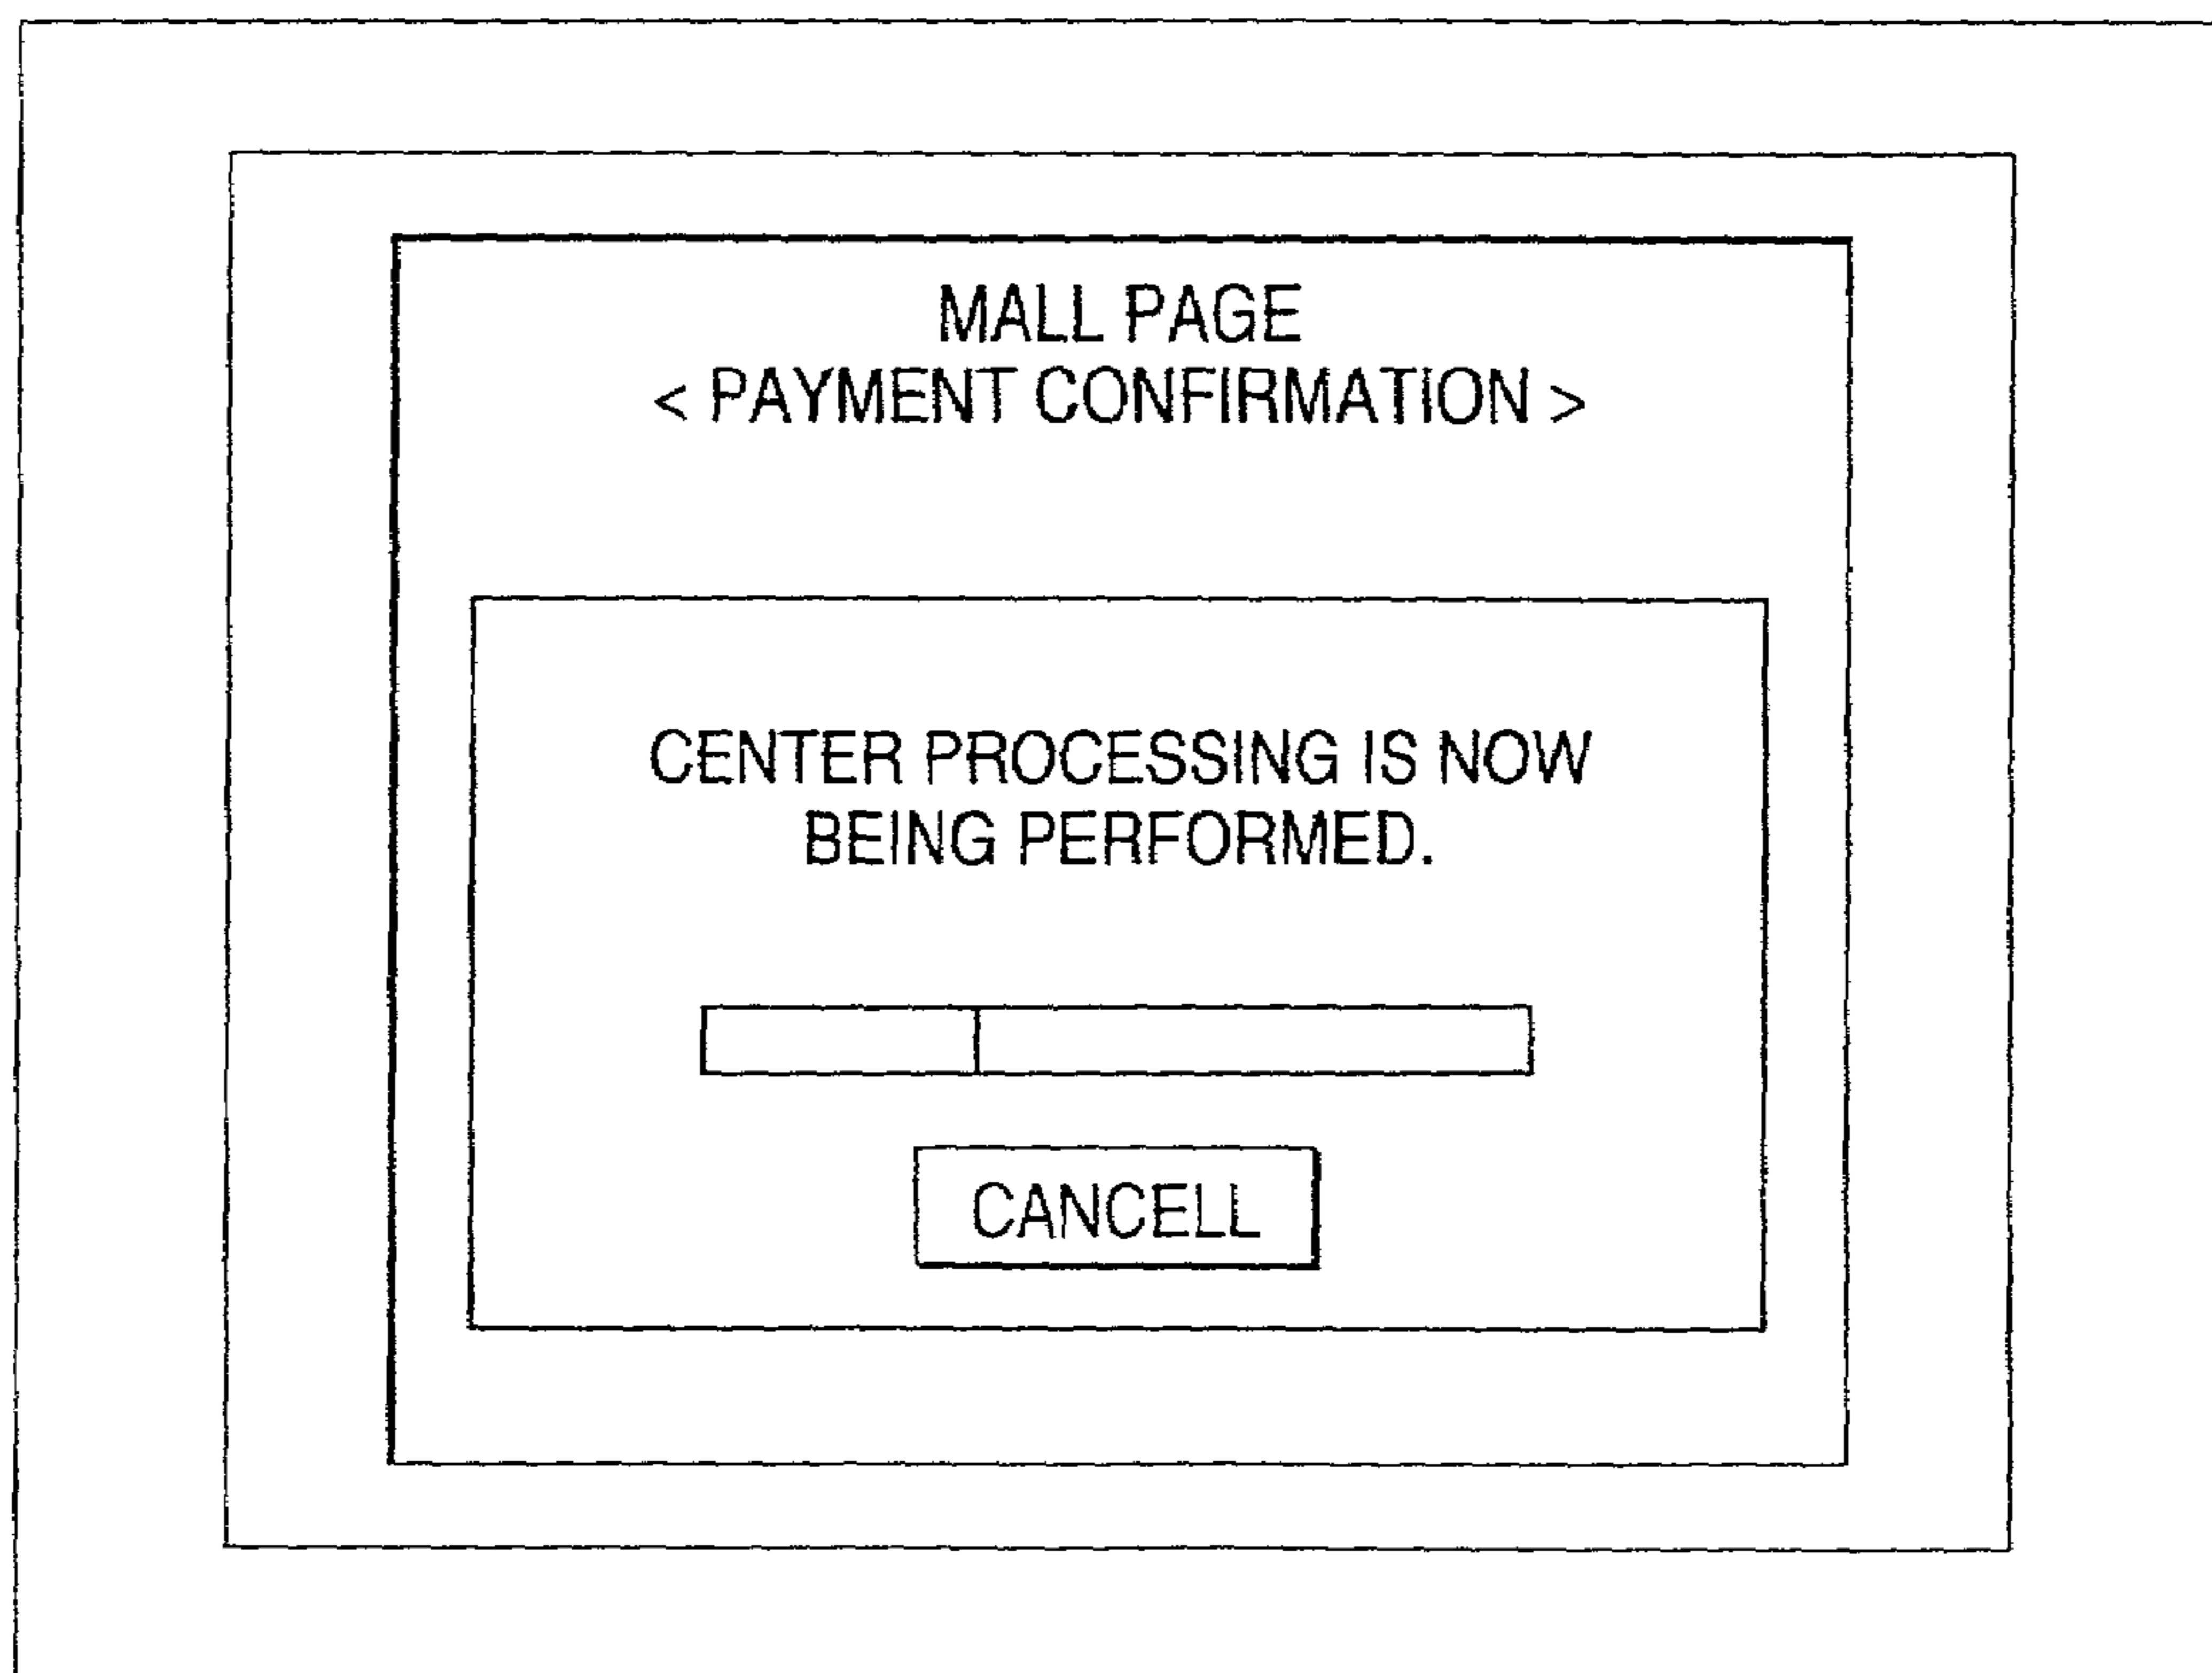 MALL PAGE
< PAYMENT CONFIRMATION >
CENTER PROCESSING IS NOW
BEING PERFORMED.
CANCELL